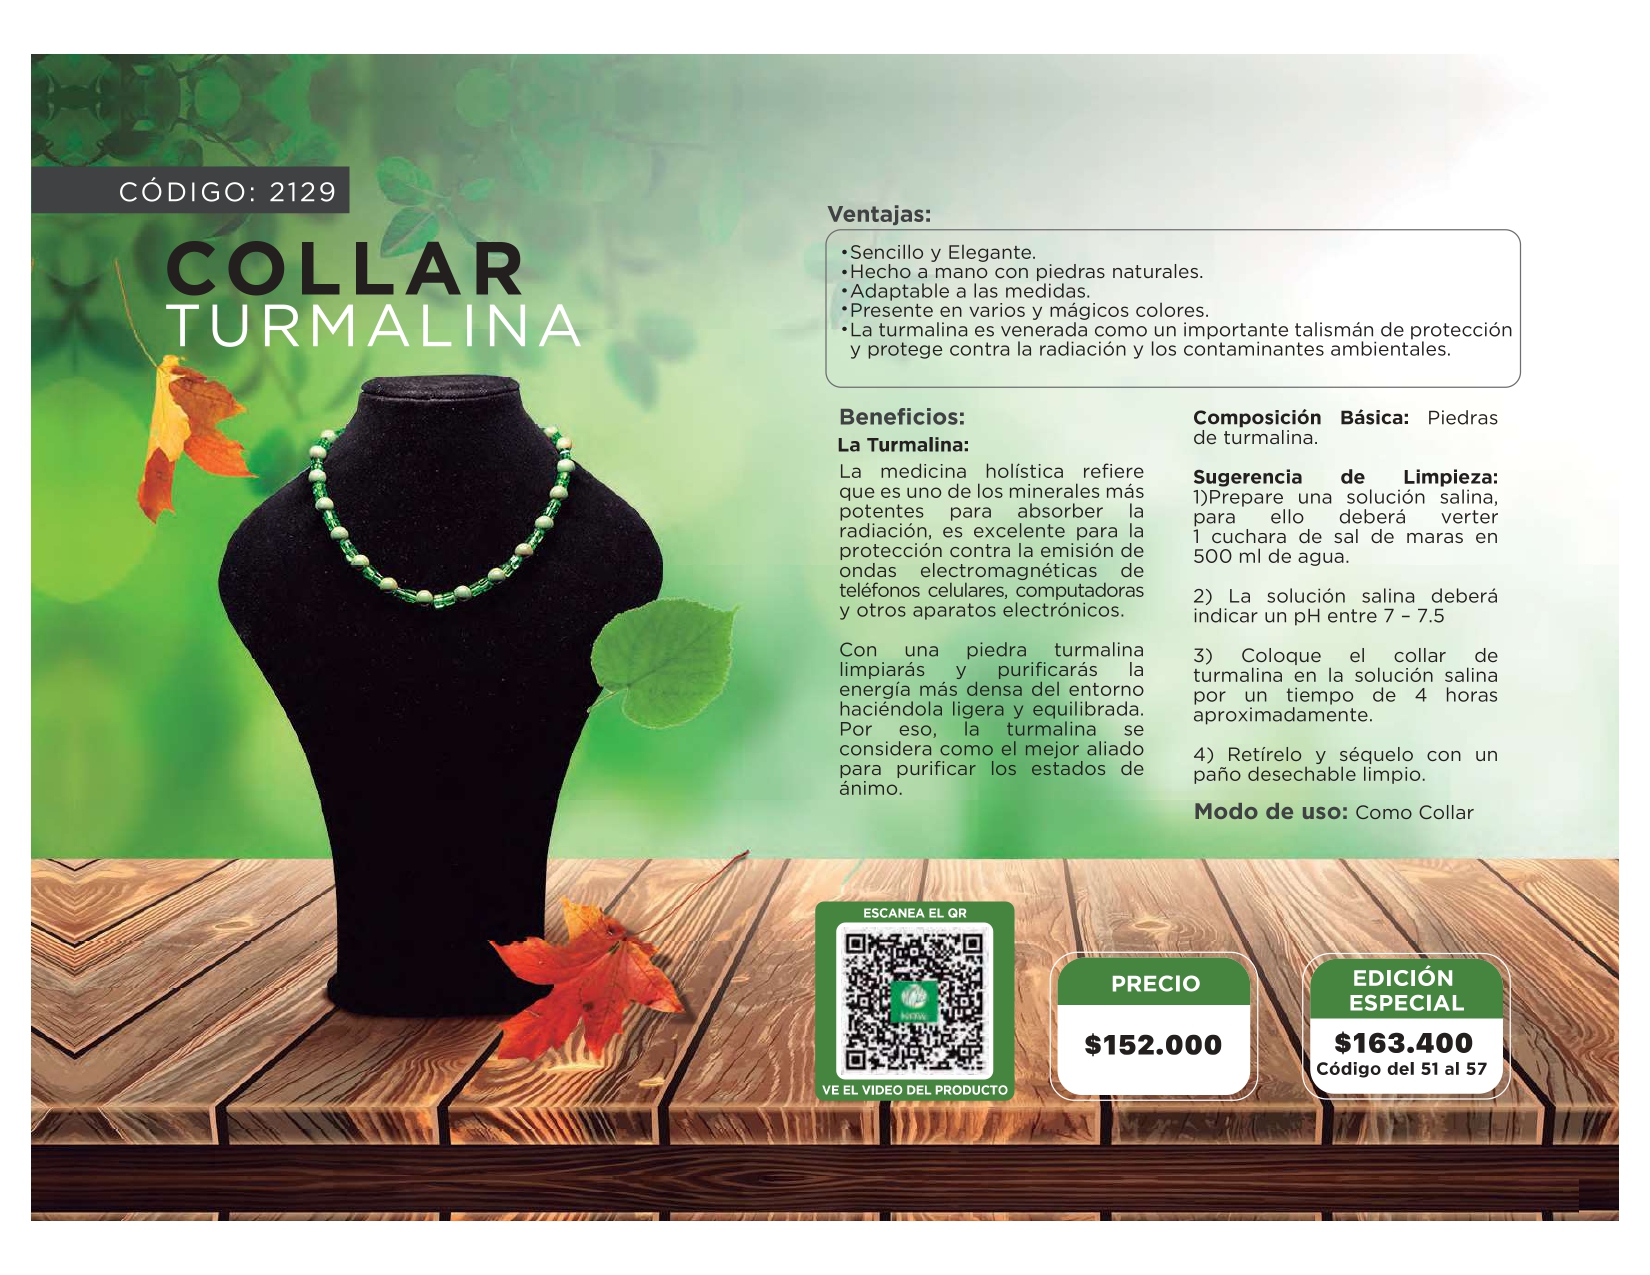 CÓDIGO: 2129
COLLAR
TURMALINA
Ventajas:
•Sencillo y Elegante.
•Hecho a mano con piedras naturales.
•Adaptable a las medidas.
•Presente en varios y mágicos colores.
•La turmalina es venerada como un importante talismán de protección
y protege contra la radiación y los contaminantes ambientales.
Beneficios:
La Turmalina:
La medicina holística refiere
que es uno de los minerales más
potentes para absorber la
radiación, es excelente para la
protección contra la emisión de
ondas electromagnéticas de
teléfonos celulares, computadoras
y otros aparatos electrónicos.
Con una piedra turmalina
limpiarás y purificarás la
energía más densa del entorno
haciéndola ligera y equilibrada.
Por eso, la turmalina se
considera como el mejor aliado
para purificar los estados de
ánimo.
Composición Básica: Piedras
de turmalina.
Sugerencia de Limpieza:
1)Prepare una solución salina,
para ello deberá verter
1 cuchara de sal de maras en
500 ml de agua.
2) La solución salina deberá
indicar un pH entre 7 – 7.5
3) Coloque el collar de
turmalina en la solución salina
por un tiempo de 4 horas
aproximadamente.
4) Retírelo y séquelo con un
paño desechable limpio.
Modo de uso: Como Collar
ESCANEA EL QR
VE EL VIDEO DEL PRODUCTO
PRECIO
$152.000
EDICIÓN
ESPECIAL
$163.400
Código del 51 al 57